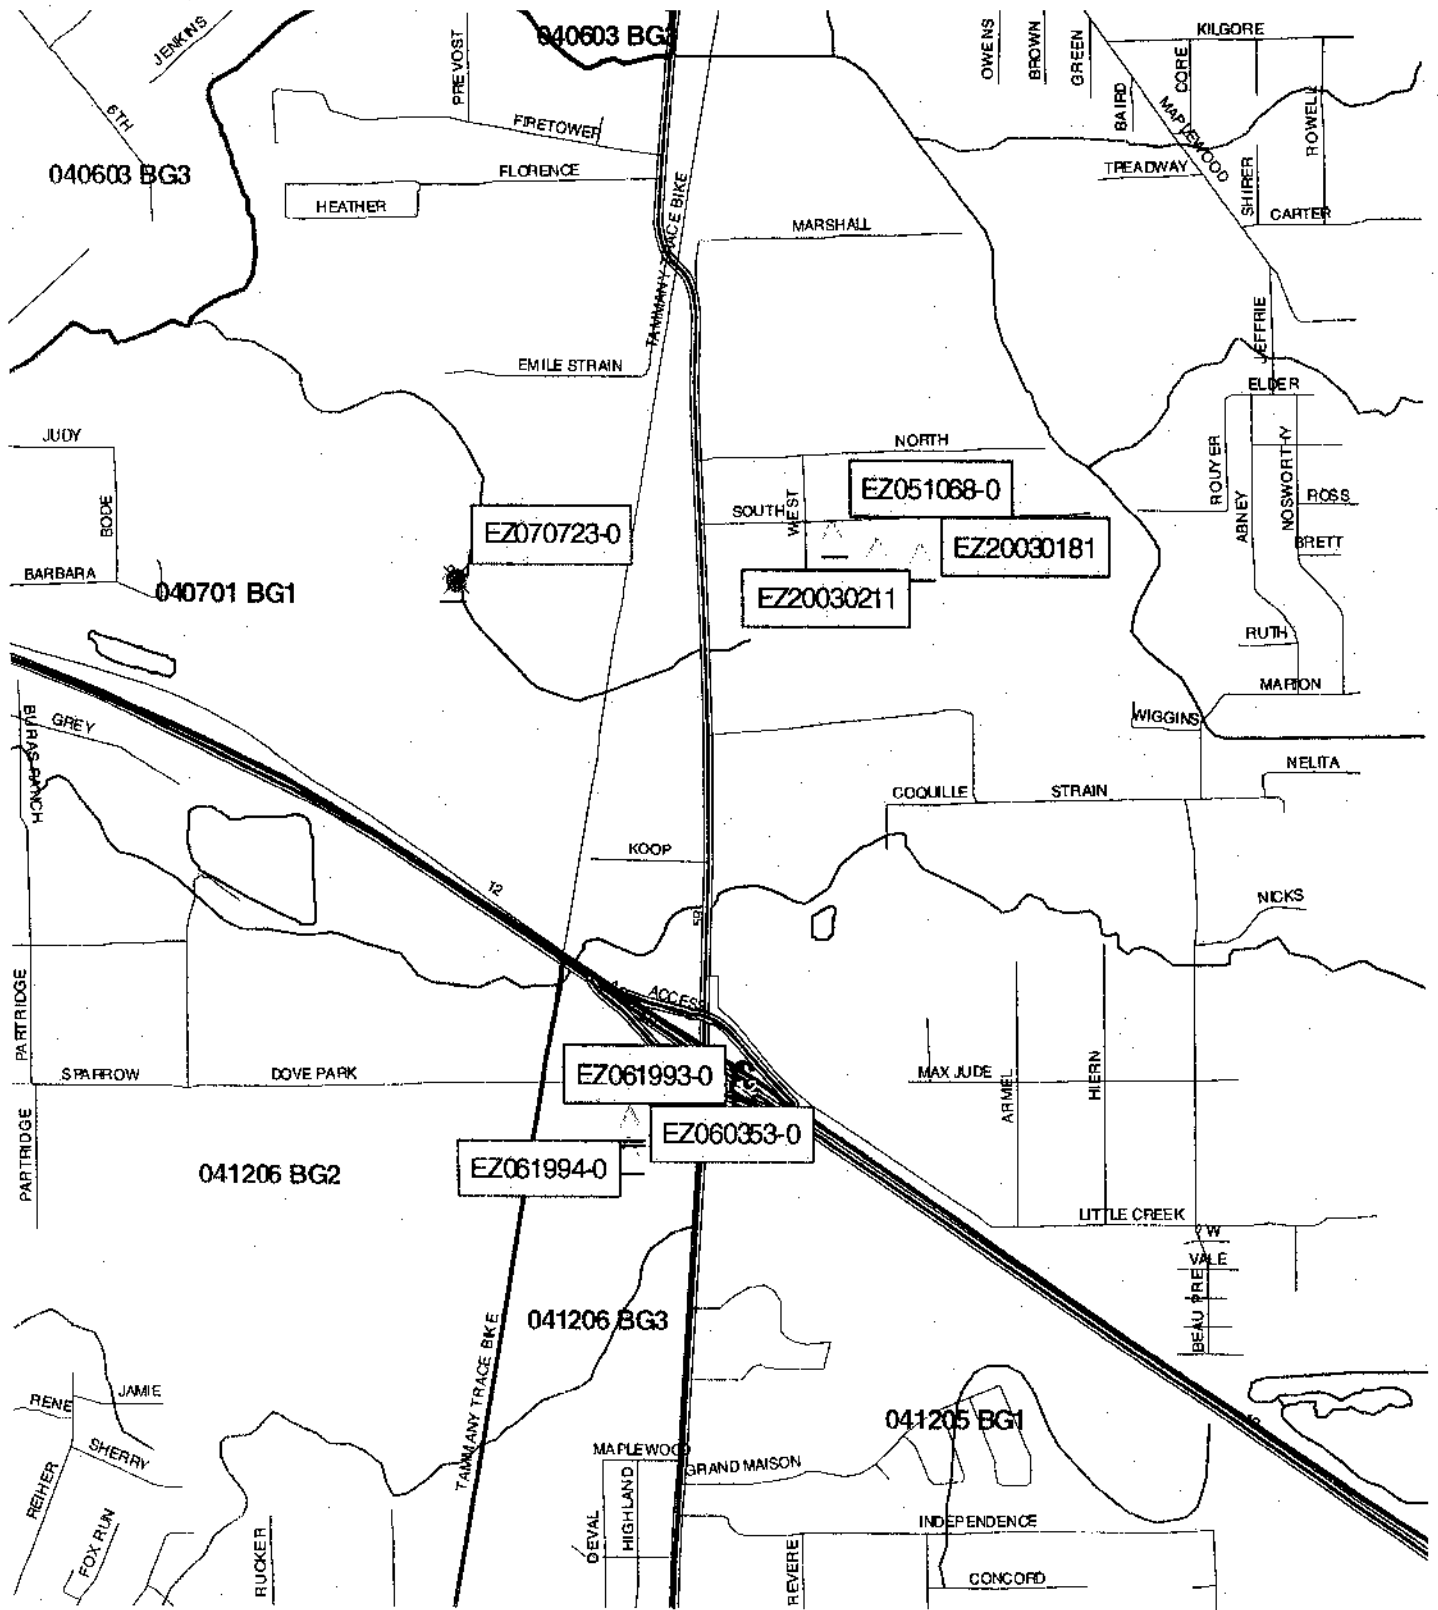 JENKINS
PREVOST
040603 BG3
OWENS
BROWN
GREEN
KILGORE
CORE
BAIRD
MAPLEWOOD
ROWELL
6TH
FIRETOWER
040603 BG3
FLORENCE
TREADWAY
SHIRER
HEATHER
CARTER
MARSHALL
TAMMANY TRACE BIKE
JEFFRIE
EMILE STRAIN
ELDER
JUDY
NORTH
ROUYER
ABNEY
NOSWORTHY
EZ051068-0
BODE
SOUTH
WEST
ROSS
EZ070723-0
EZ20030181
BRETT
BARBARA
040701 BG1
EZ20030211
RUTH
MARION
BURAS RANCH
GREY
WIGGINS
NELITA
COQUILLE
STRAIN
KOOP
12
NICKS
59
PARTRIDGE
ACCESS
EZ061993-0
SPARROW
DOVE PARK
MAX JUDE
ARMEL
HIERN
PARTRIDGE
EZ060353-0
EZ061994-0
041206 BG2
LITTLE CREEK
W
VALE
BEAU PRE
041206 BG3
TAMMANY TRACE BIKE
RENE
JAMIE
041205 BG1
SHERRY
MAPLEWOOD
GRAND MAISON
REIHER
HIGHLAND
FOX RUN
RUCKER
DEVAL
INDEPENDENCE
REVERE
CONCORD